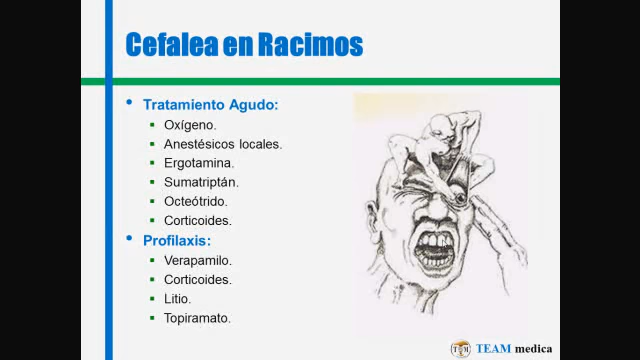 Cefalea en Racimos
Tratamiento Agudo:
Oxígeno.
Anestésicos locales.
Ergotamina.
Sumatriptán.
Octeótrido.
Corticoides.
Profilaxis:
Verapamilo.
Corticoides.
Litio.
Topiramato.
TEAM medica